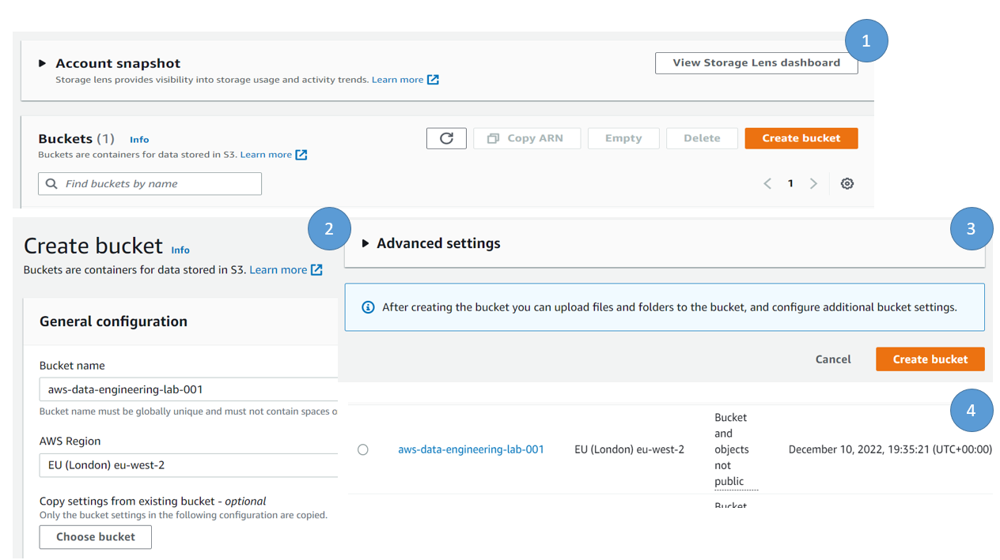 1
Account snapshot
View Storage Lens dashboard
Storage lens provides visibility into storage usage and activity trends. Learn more
Buckets (1) Info
Copy ARN Empty Delete Create bucket
Buckets are containers for data stored in S3. Learn more
Find buckets by name
1
2
Create bucket Info
Buckets are containers for data stored in S3. Learn more
General configuration
Bucket name
aws-data-engineering-lab-001
Bucket name must be globally unique and must not contain spaces o
AWS Region
EU (London) eu-west-2
Copy settings from existing bucket - optional
Only the bucket settings in the following configuration are copied.
Choose bucket
3
Advanced settings
After creating the bucket you can upload files and folders to the bucket, and configure additional bucket settings.
Cancel Create bucket
4
aws-data-engineering-lab-001
EU (London) eu-west-2
Bucket
and
objects
not
public
December 10, 2022, 19:35:21 (UTC+00:00)
Bucket